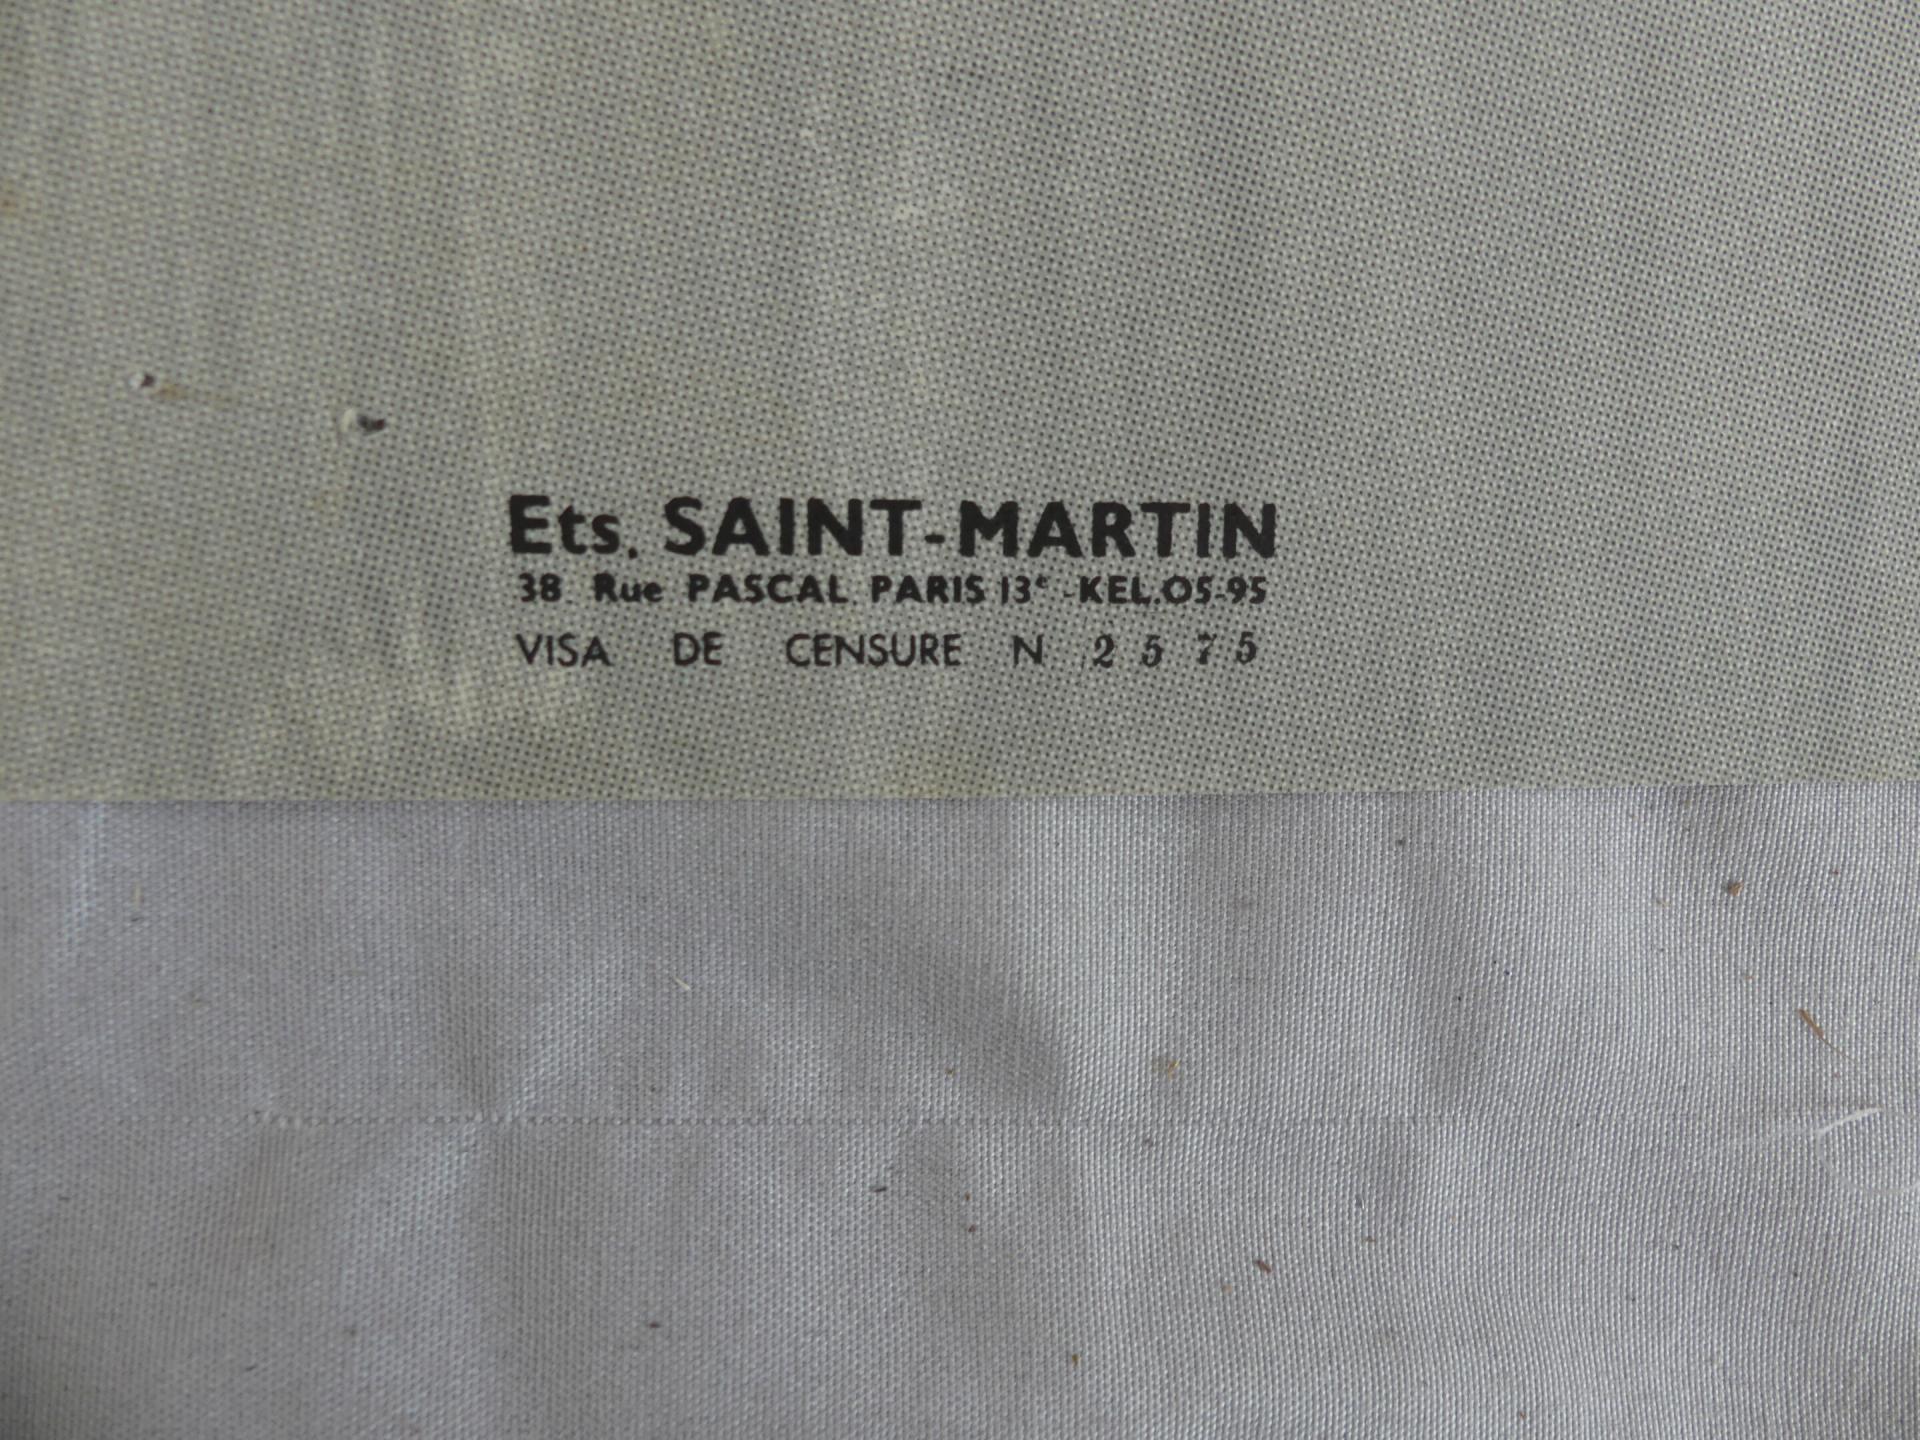 Ets. SAINT-MARTIN
38 Rue PASCAL. PARIS 13e - KEL.05-95
VISA DE CENSURE N 2575